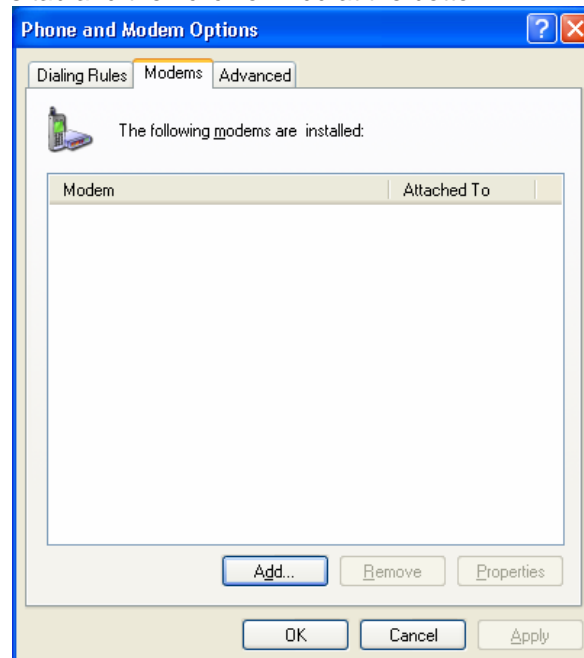 Phone and Modem Options
Dialing Rules Modems Advanced
The following modems are installed:
Modem Attached To
Add... Remove Properties
OK Cancel Apply